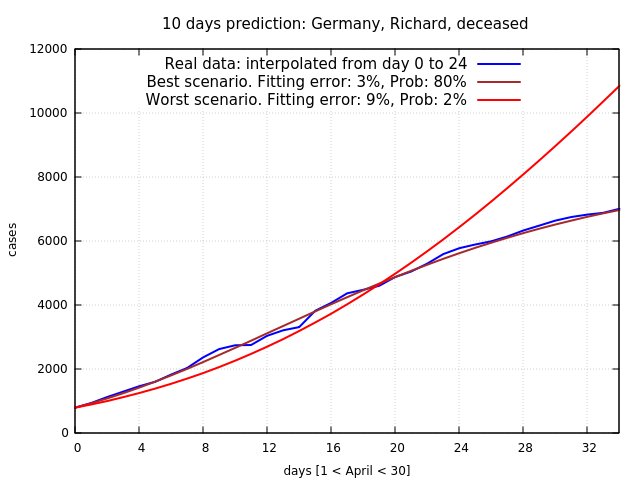 10 days prediction: Germany, Richard, deceased
12000
10000
8000
6000
4000
2000
0
cases
Real data: interpolated from day 0 to 24
Best scenario. Fitting error: 3%, Prob: 80%
Worst scenario. Fitting error: 9%, Prob: 2%
0 4 8 12 16 20 24 28 32
days [1 < April < 30]